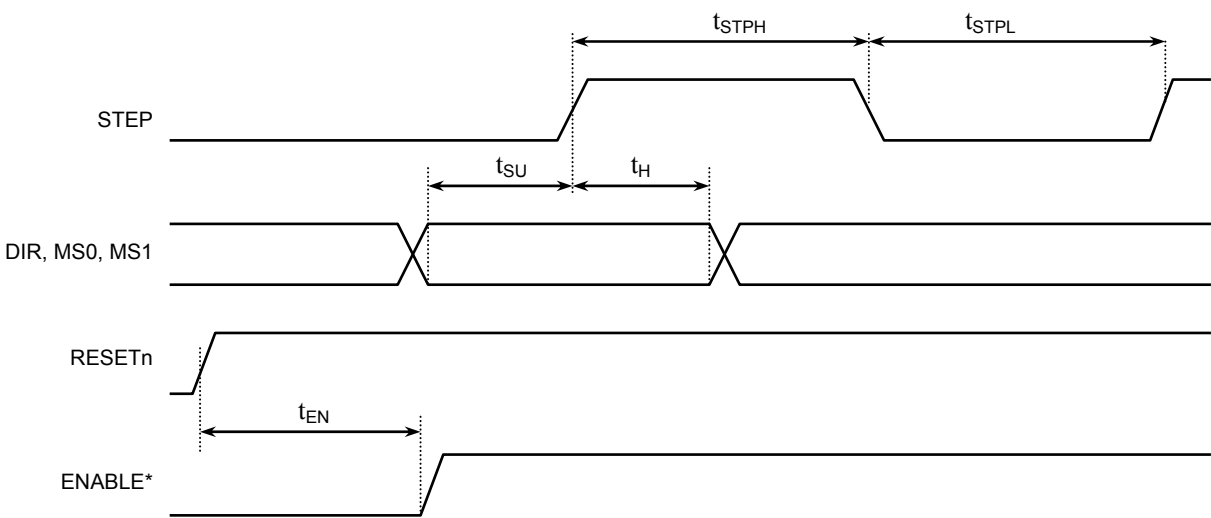 tSTPH tSTPL
STEP
tSU tH
DIR, MS0, MS1
RESETn
tEN
ENABLE*